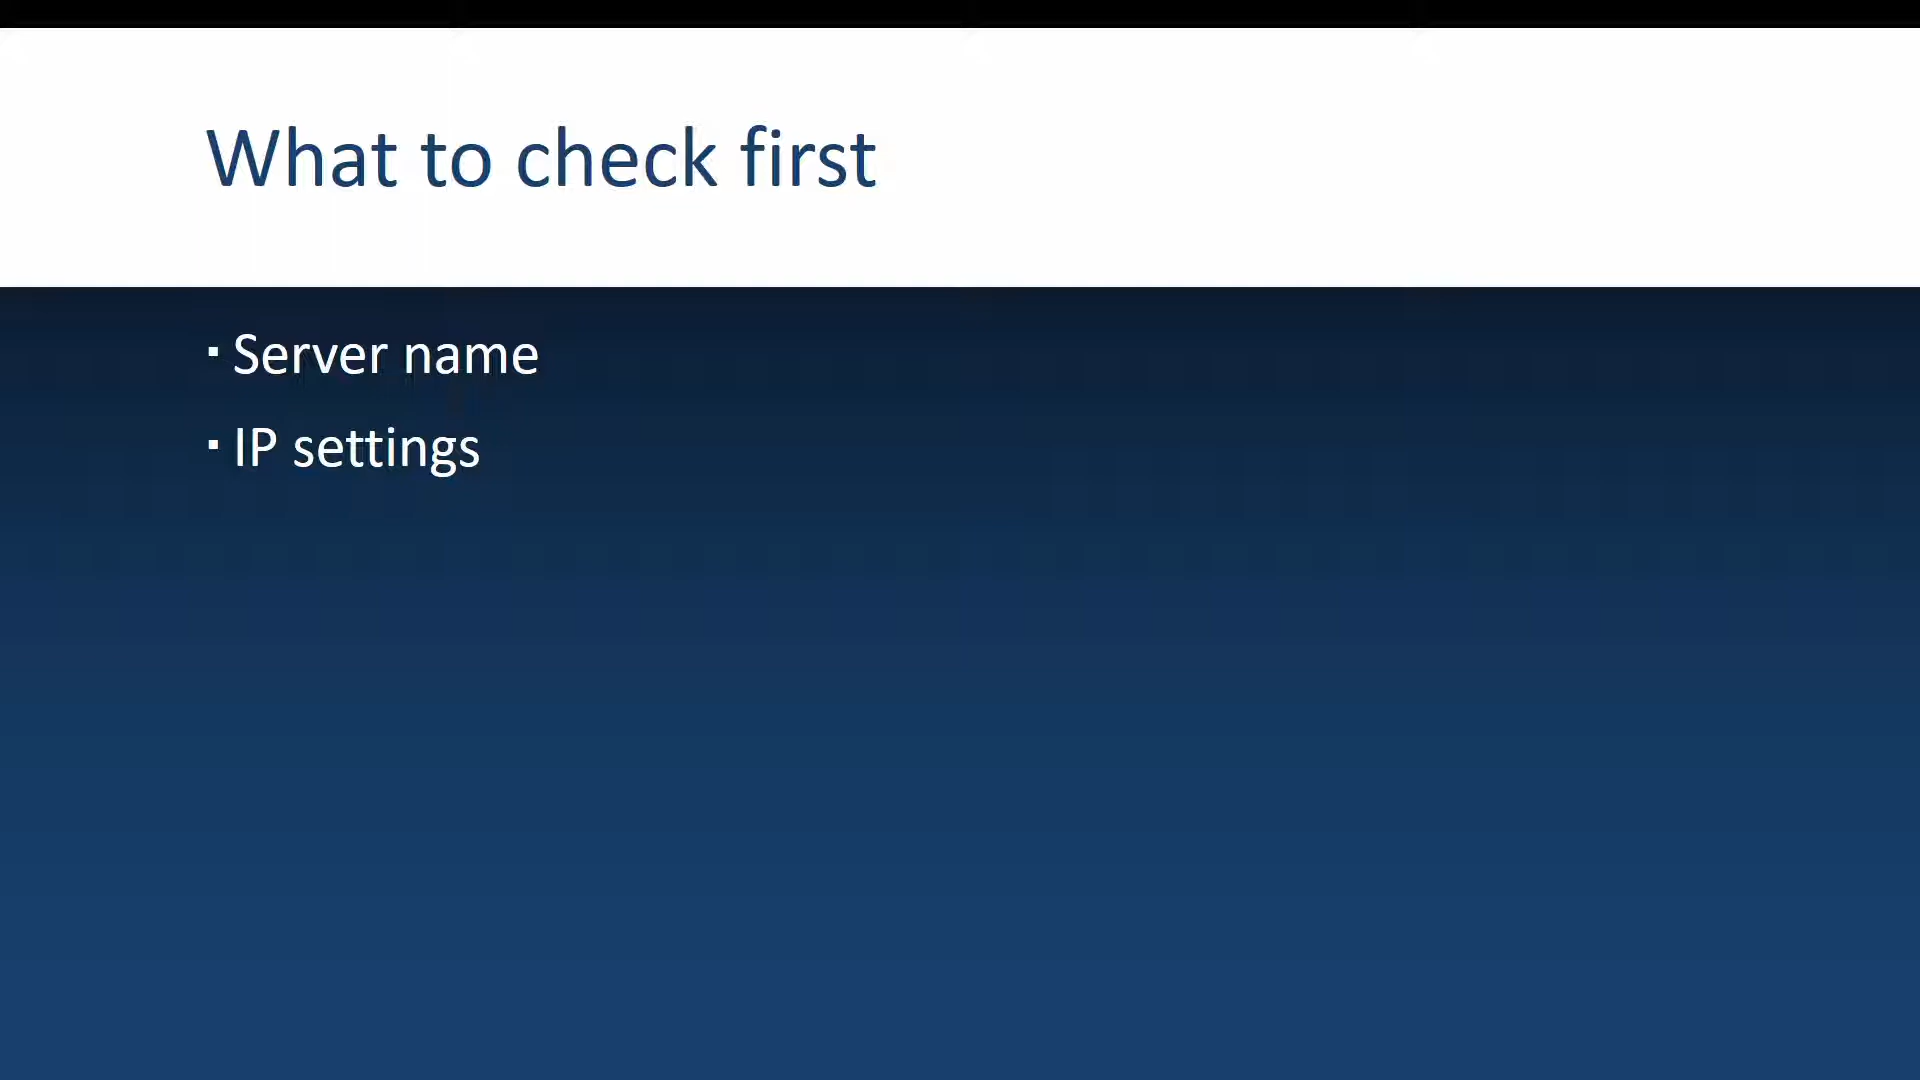 What to check first
▪ Server name
▪ IP settings